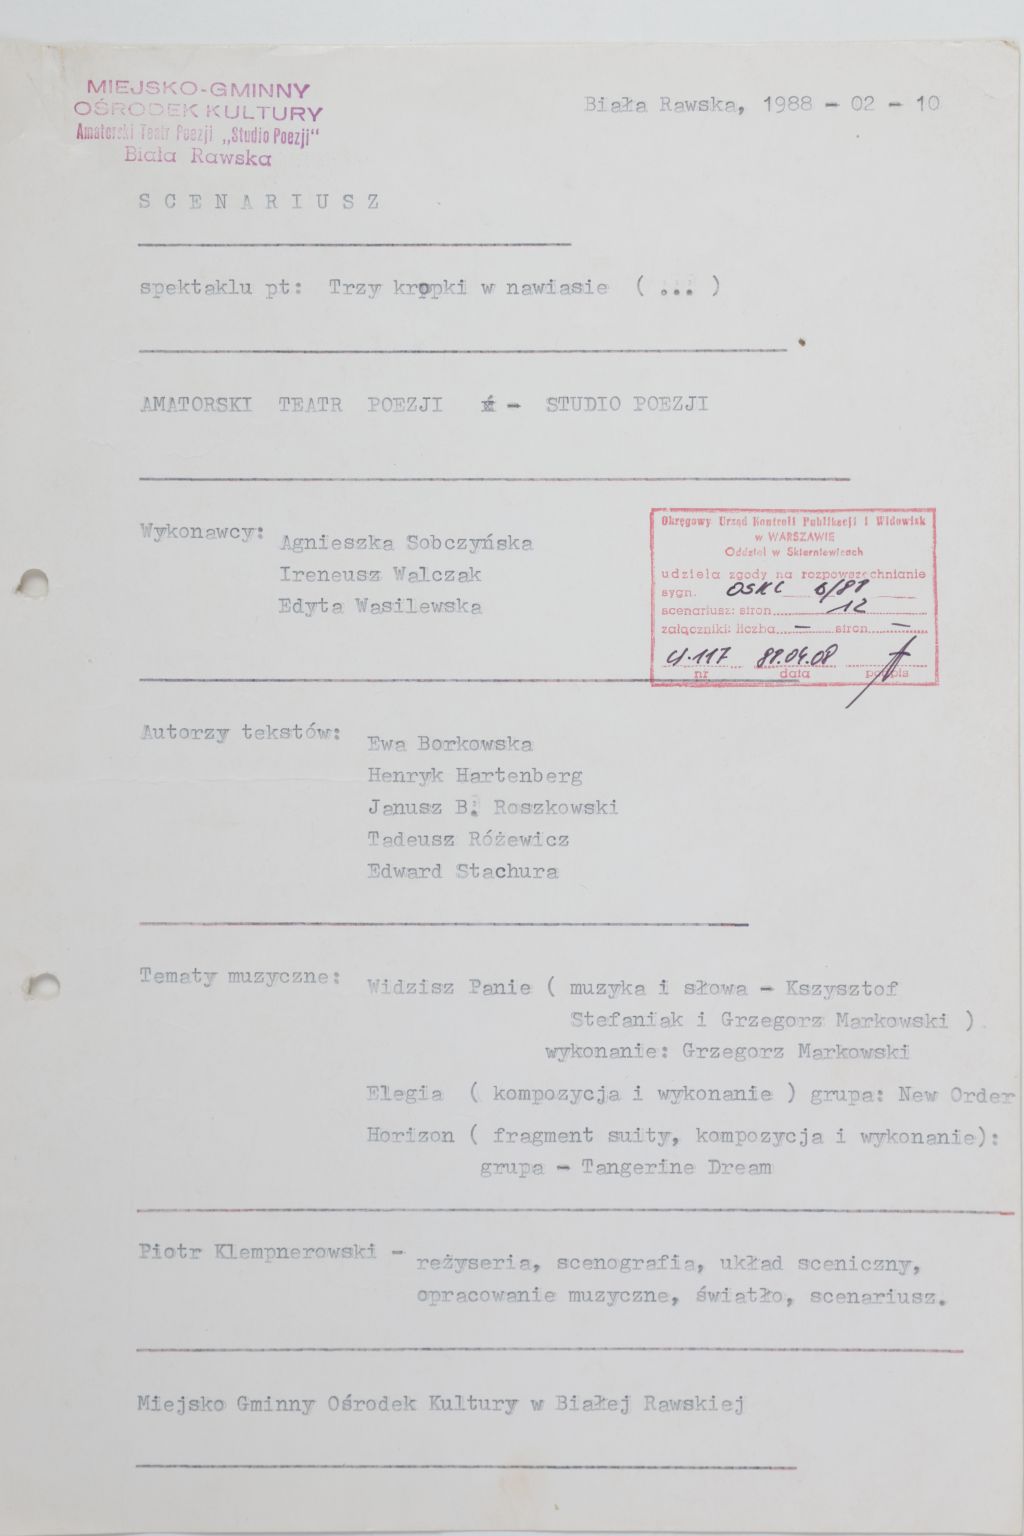 MIEJSKO-GMINNY
OŚRODEK KULTURY
Amatorski Teatr Poezji „Studio Poezji“
Biała Rawska
Biała Rawska, 1988 - 02 - 10
SCENARIUSZ
spektaklu pt: Trzy kropki w nawiasie ( ... )
AMATORSKI TEATR POEZJI - STUDIO POEZJI
Wykonawcy:
Agnieszka Sobczyńska
Ireneusz Walczak
Edyta Wasilewska
Okręgowy Urząd Kontroli Publikacji i Widowisk
w WARSZAWIE
Oddział w Skierniewicach
udziela zgody na rozpowszechnianie
sygn. OSKC
scenariusz: stron 12
załączniki: liczba — stron —
117 04.08
nr data podpis
Autorzy tekstów:
Ewa Borkowska
Henryk Hartenberg
Janusz B. Roszkowski
Tadeusz Różewicz
Edward Stachura
Tematy muzyczne:
Widzisz Panie ( muzyka i słowa - Kszysztof
Stefaniak i Grzegorz Markowski )
wykonanie: Grzegorz Markowski
Elegia ( kompozycja i wykonanie ) grupa: New Order
Horizon ( fragment suity, kompozycja i wykonanie):
grupa - Tangerine Dream
Piotr Klempnerowski -
reżyseria, scenografia, układ sceniczny,
opracowanie muzyczne, światło, scenariusz.
Miejsko Gminny Ośrodek Kultury w Białej Rawskiej